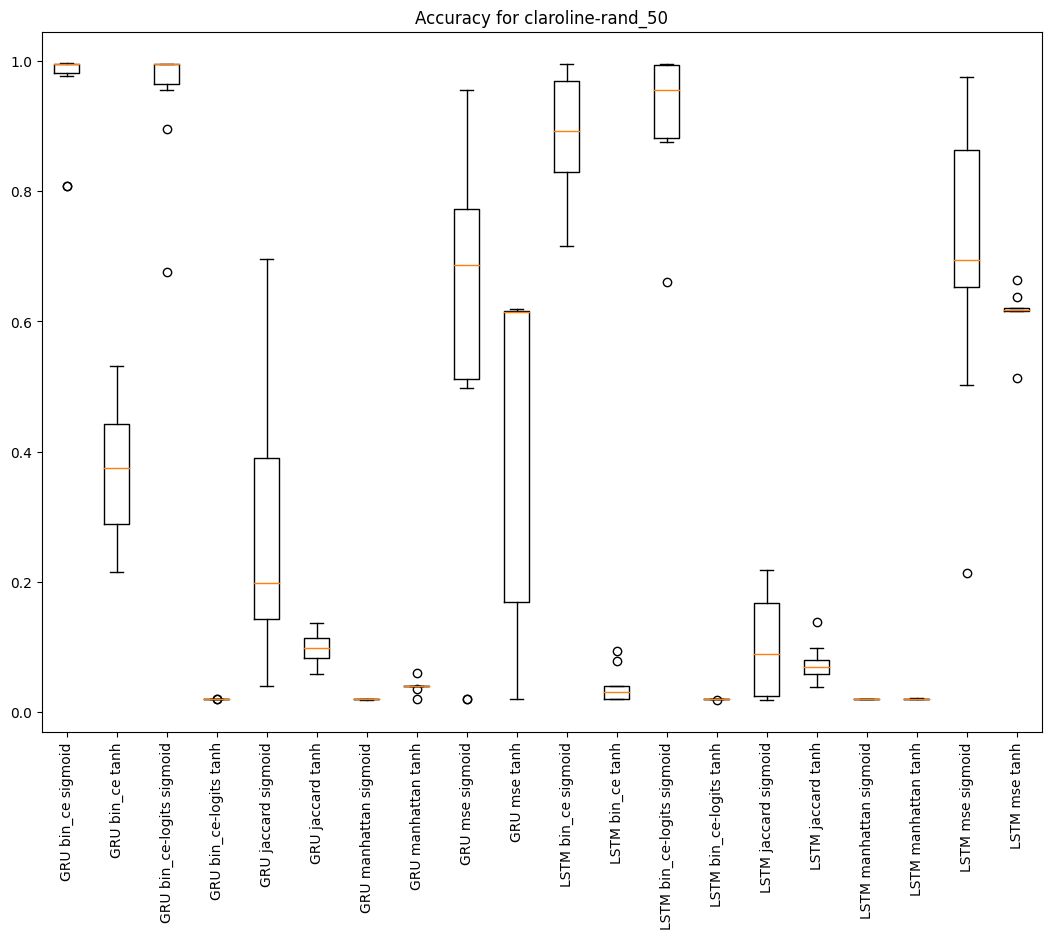 Accuracy for claroline-rand_50
1.0
0.8
0.6
0.4
0.2
0.0
GRU bin_ce sigmoid
GRU bin_ce tanh
GRU bin_ce-logits sigmoid
GRU bin_ce-logits tanh
GRU jaccard sigmoid
GRU jaccard tanh
GRU manhattan sigmoid
GRU manhattan tanh
GRU mse sigmoid
GRU mse tanh
LSTM bin_ce sigmoid
LSTM bin_ce tanh
LSTM bin_ce-logits sigmoid
LSTM bin_ce-logits tanh
LSTM jaccard sigmoid
LSTM jaccard tanh
LSTM manhattan sigmoid
LSTM manhattan tanh
LSTM mse sigmoid
LSTM mse tanh